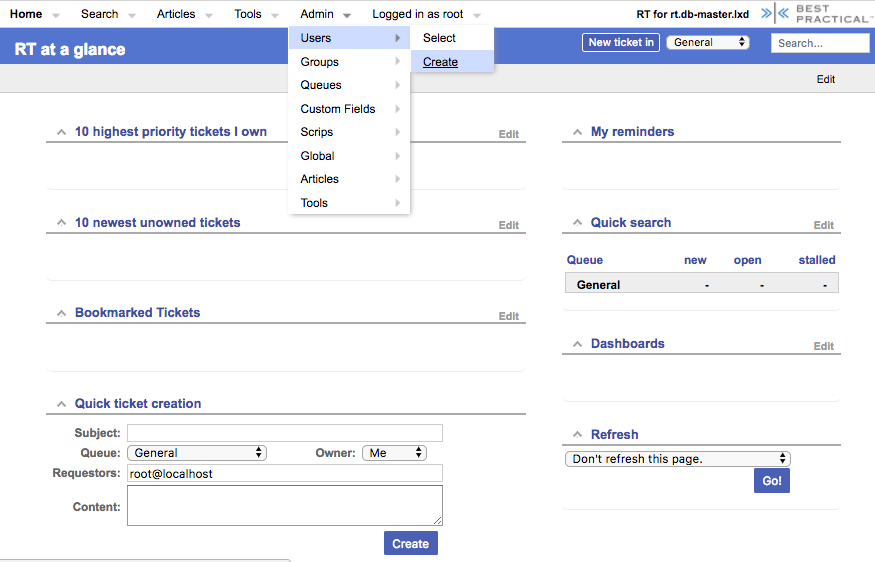 Home Search Articles Tools Admin Logged in as root RT for rt.db-master.lxd BEST PRACTICAL™
RT at a glance New ticket in General Search...
Users Select
Create
Edit
Groups
Queues
Custom Fields
Scrips
Global
Articles
Tools
10 highest priority tickets I own Edit
My reminders
10 newest unowned tickets Edit
Quick search Edit
Queue new open stalled
General - - -
Bookmarked Tickets Edit
Dashboards Edit
Quick ticket creation
Subject:
Queue: General Owner: Me
Requestors: root@localhost
Content:
Create
Refresh
Don't refresh this page.
Go!